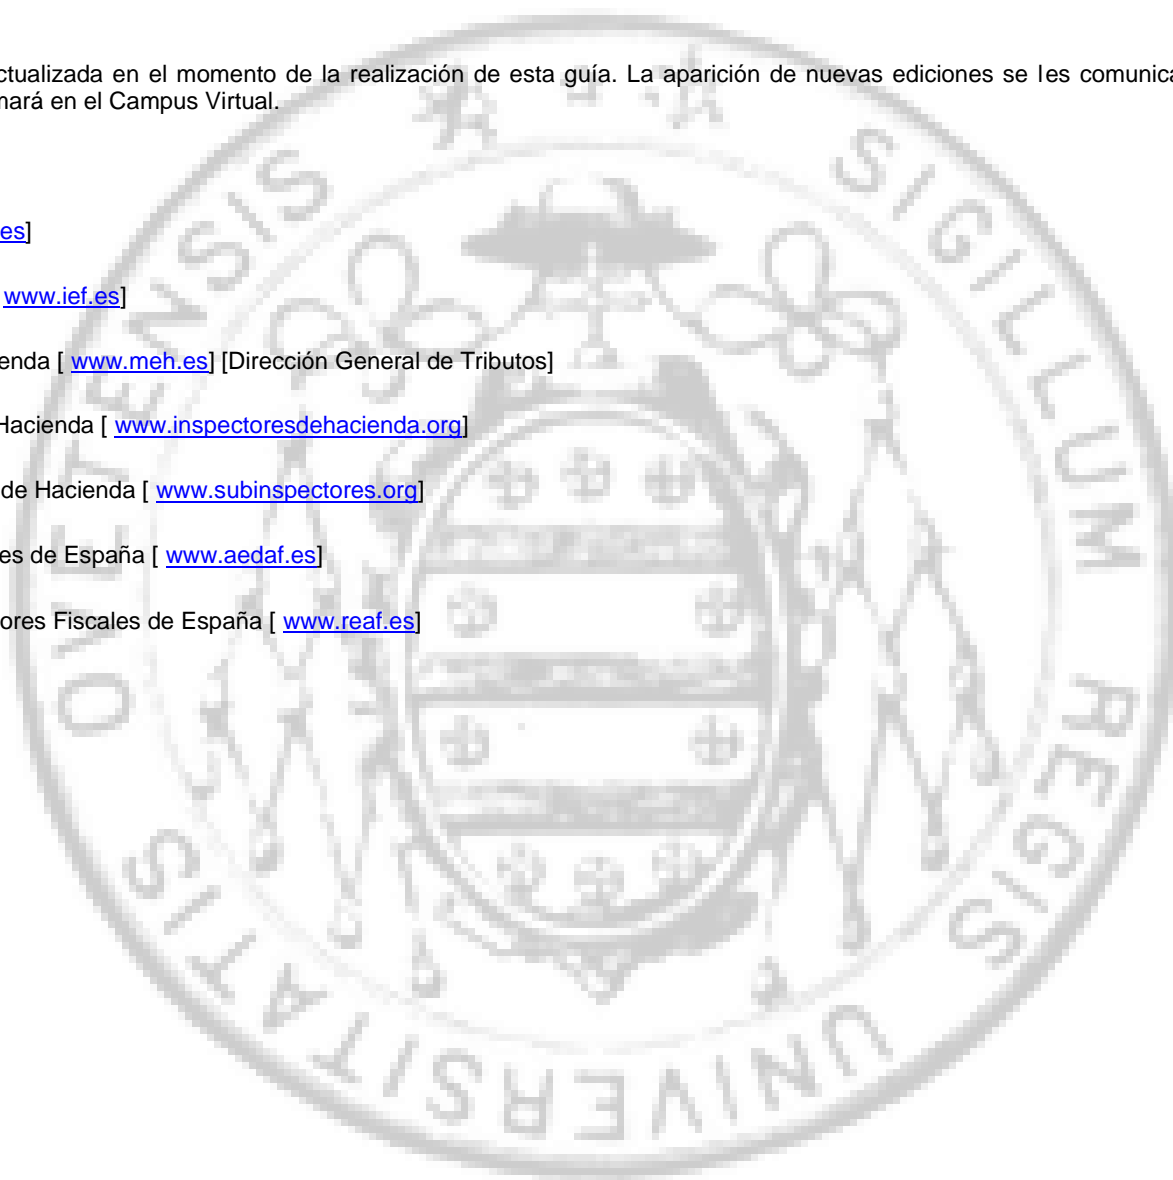 ctualizada en el momento de la realización de esta guía. La aparición de nuevas ediciones se les comunica
mará en el Campus Virtual.
es]
www.ief.es]
enda [ www.meh.es] [Dirección General de Tributos]
Hacienda [ www.inspectoresdehacienda.org]
de Hacienda [ www.subinspectores.org]
es de España [ www.aedaf.es]
ores Fiscales de España [ www.reaf.es]
SIGILLUM REGIS UNIVERSITATIS OVETENSIS